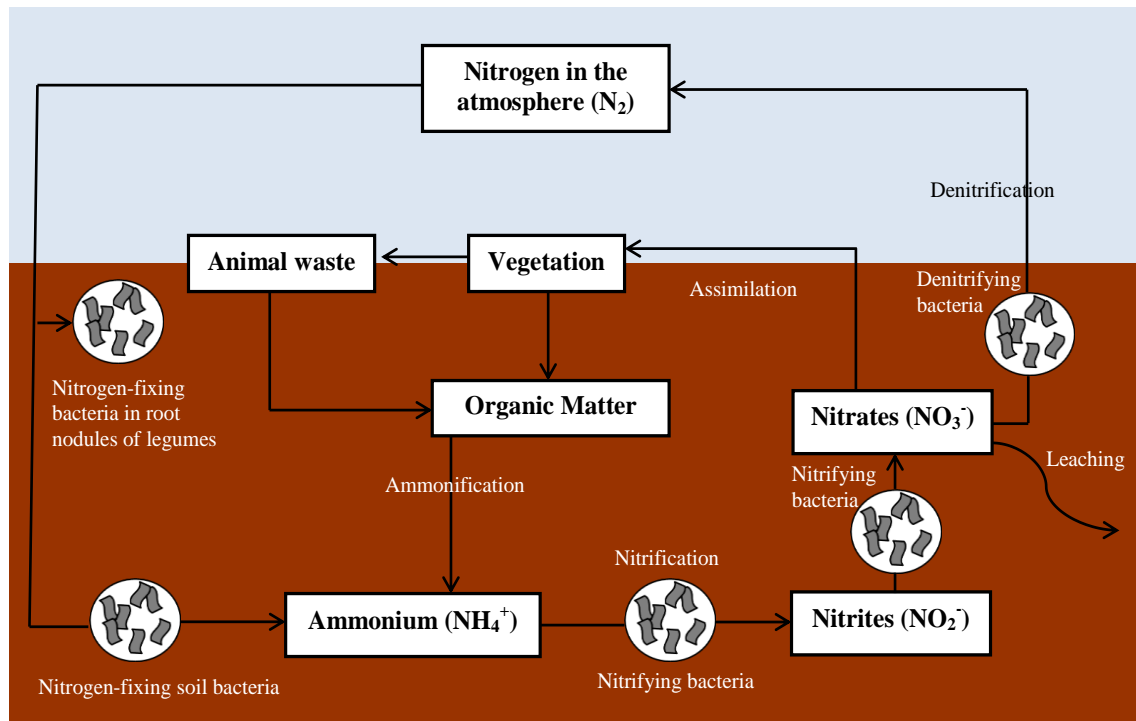 Nitrogen in the
atmosphere (N₂)
Denitrification
Animal waste
Vegetation
Assimilation
Denitrifying
bacteria
Nitrogen-fixing
bacteria in root
nodules of legumes
Organic Matter
Nitrates (NO₃⁻)
Leaching
Ammonification
Nitrifying
bacteria
Nitrification
Ammonium (NH₄⁺)
Nitrites (NO₂⁻)
Nitrogen-fixing soil bacteria
Nitrifying bacteria